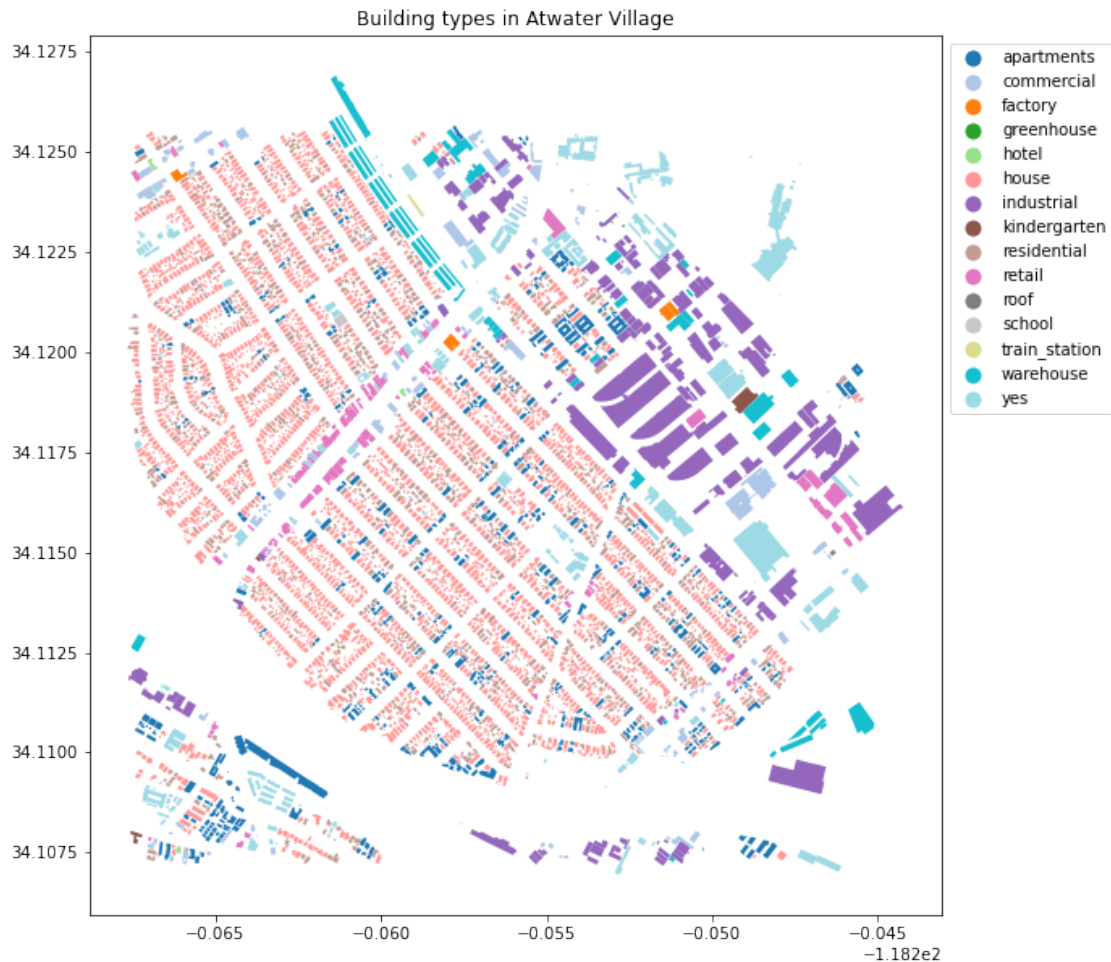 Building types in Atwater Village
34.1275
34.1250
34.1225
34.1200
34.1175
34.1150
34.1125
34.1100
34.1075
−0.065 −0.060 −0.055 −0.050 −0.045
−1.182e2
apartments
commercial
factory
greenhouse
hotel
house
industrial
kindergarten
residential
retail
roof
school
train_station
warehouse
yes